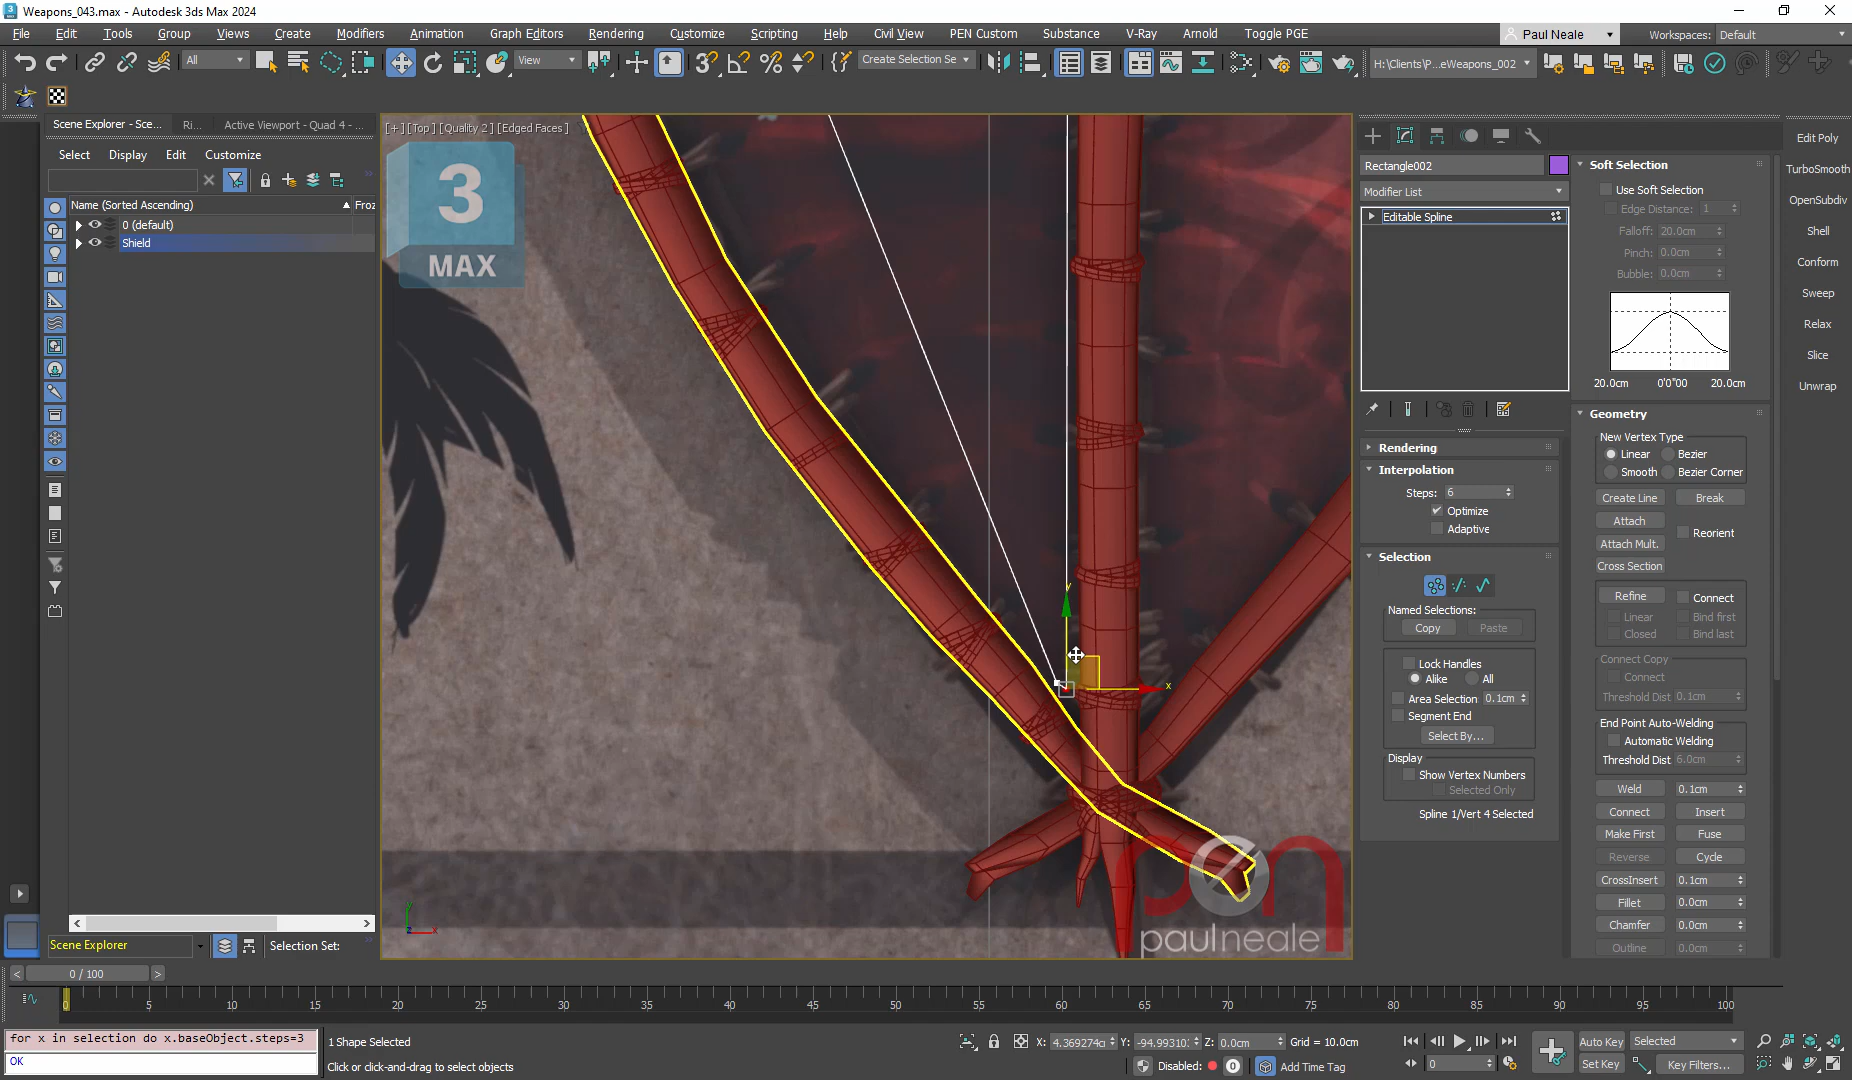 Weapons_043.max - Autodesk 3ds Max 2024
File Edit Tools Group Views Create Modifiers Animation Graph Editors Rendering Customize Scripting Help Civil View PEN Custom Substance V-Ray Arnold Toggle PGE Paul Neale Workspaces: Default
All View Create Selection Se H:\Clients\P...eWeapons_002
Scene Explorer - Sce... Ri... Active Viewport - Quad 4 - ...
Select Display Edit Customize
Name (Sorted Ascending) Froz
0 (default)
Shield
Scene Explorer Selection Set:
[+] [Top] [Quality 2] [Edged Faces]
3
MAX
x
y
pen
paulneale
Rectangle002
Modifier List
Editable Spline
Rendering
Interpolation
Steps: 6
Optimize
Adaptive
Selection
Named Selections:
Copy Paste
Lock Handles
Alike All
Area Selection 0.1cm
Segment End
Select By...
Display
Show Vertex Numbers
Selected Only
Spline 1/Vert 4 Selected
Soft Selection
Use Soft Selection
Edge Distance: 1
Falloff: 20.0cm
Pinch: 0.0cm
Bubble: 0.0cm
20.0cm 0'0"00 20.0cm
Geometry
New Vertex Type
Linear Bezier
Smooth Bezier Corner
Create Line Break
Attach
Reorient
Attach Mult.
Cross Section
Refine Connect
Linear Bind first
Closed Bind last
Connect Copy
Connect
Threshold Dist 0.1cm
End Point Auto-Welding
Automatic Welding
Threshold Dist 6.0cm
Weld 0.1cm
Connect Insert
Make First Fuse
Reverse Cycle
CrossInsert 0.1cm
Fillet 0.0cm
Chamfer 0.0cm
Outline 0.0cm
Edit Poly
TurboSmooth
OpenSubdiv
Shell
Conform
Sweep
Relax
Slice
Unwrap
< 0 / 100 >
0 5 10 15 20 25 30 35 40 45 50 55 60 65 70 75 80 85 90 95 100
for x in selection do x.baseObject.steps=3
OK
1 Shape Selected
Click or click-and-drag to select objects
X: 4.369274c Y: -94.99310: Z: 0.0cm Grid = 10.0cm
Disabled: 0 Add Time Tag
0
Auto Key Selected
Set Key Key Filters...